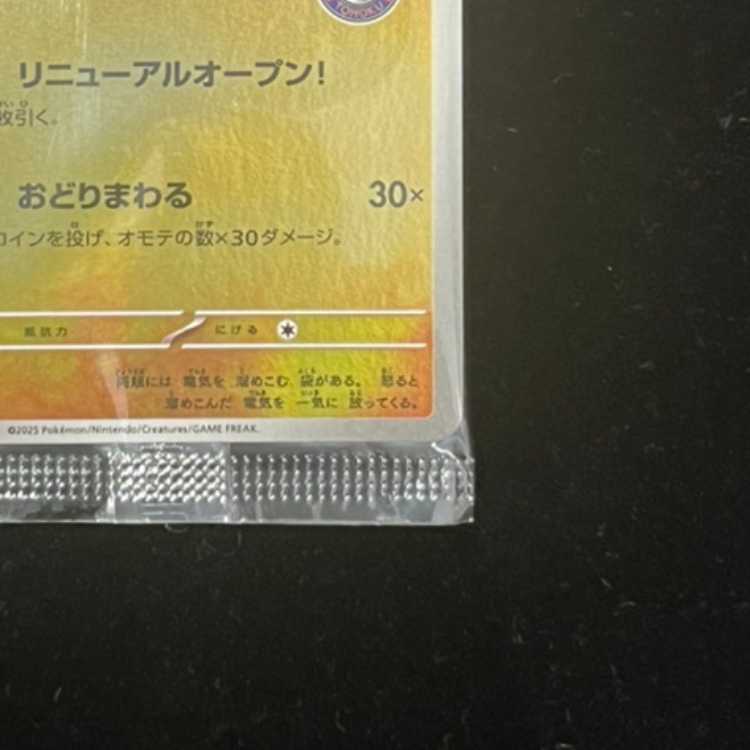 TOHOKU
リニューアルオープン！
枚引く。
おどりまわる 30×
コインを投げ、オモテの数×30ダメージ。
抵抗力 にげる
両頬には 電気を 溜めこむ 袋がある。 怒ると
溜めこんだ 電気を 一気に 放ってくる。
©2025 Pokémon/Nintendo/Creatures/GAME FREAK.